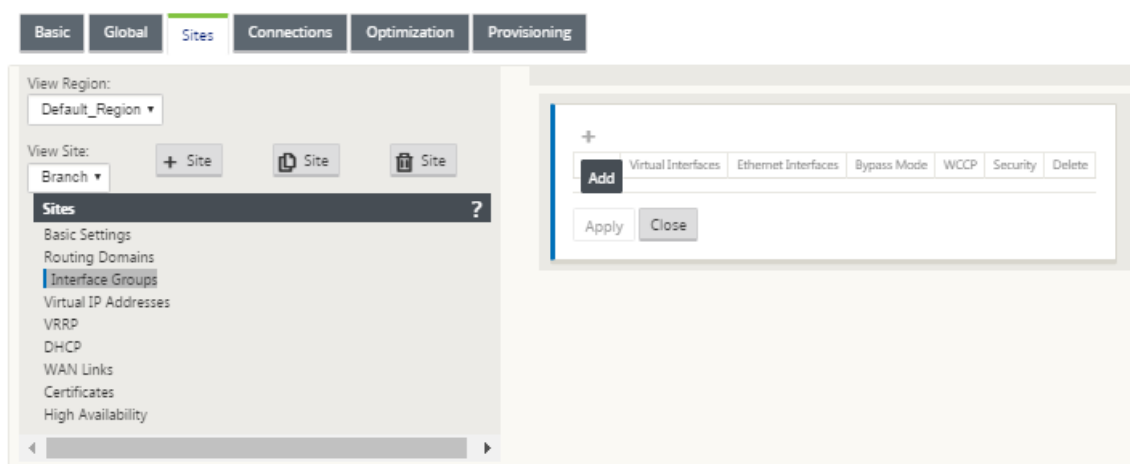 Basic Global Sites Connections Optimization Provisioning
View Region:
Default_Region
View Site:
Branch
+ Site Site Site
Sites ?
Basic Settings
Routing Domains
Interface Groups
Virtual IP Addresses
VRRP
DHCP
WAN Links
Certificates
High Availability
+
Virtual Interfaces Ethernet Interfaces Bypass Mode WCCP Security Delete
Add
Apply Close